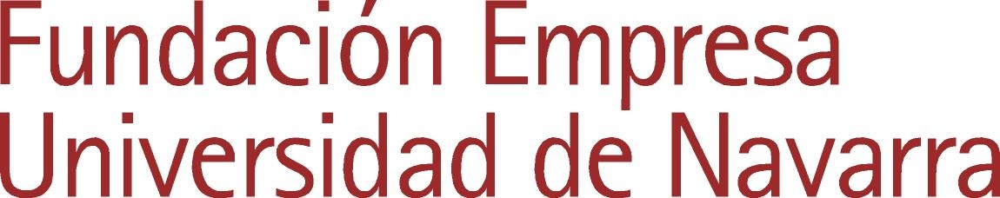 Fundación Empresa
Universidad de Navarra